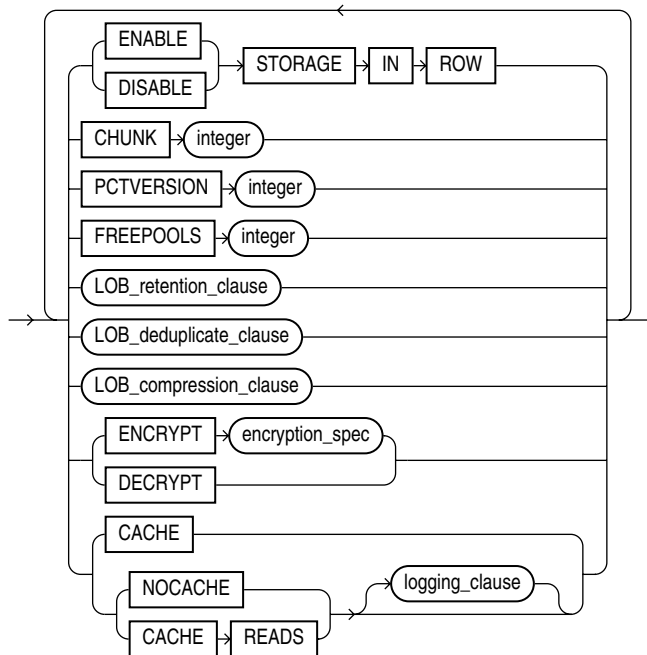 ENABLE
DISABLE
STORAGE IN ROW
CHUNK integer
PCTVERSION integer
FREEPOOLS integer
LOB_retention_clause
LOB_deduplicate_clause
LOB_compression_clause
ENCRYPT encryption_spec
DECRYPT
CACHE
NOCACHE
CACHE READS
logging_clause